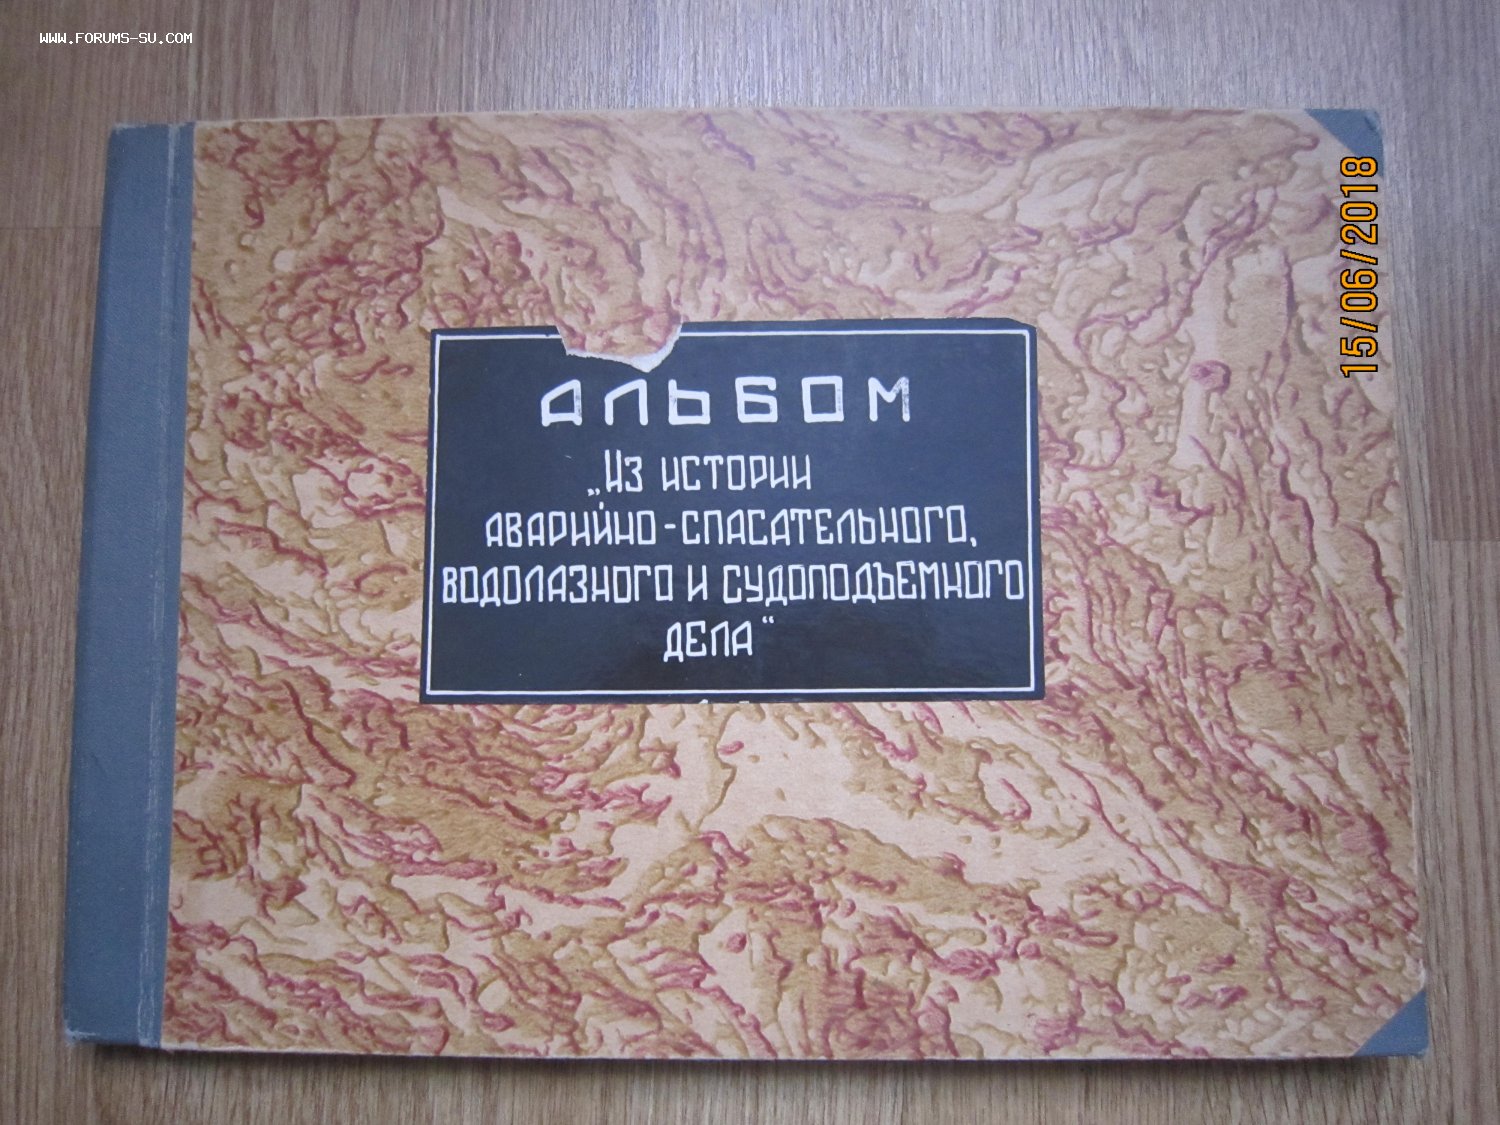 WWW.FORUMS-SU.COM
15/06/2018
АЛЬБОМ
„Из истории
аварийно-спасательного,
водолазного и судоподъемного
дела“